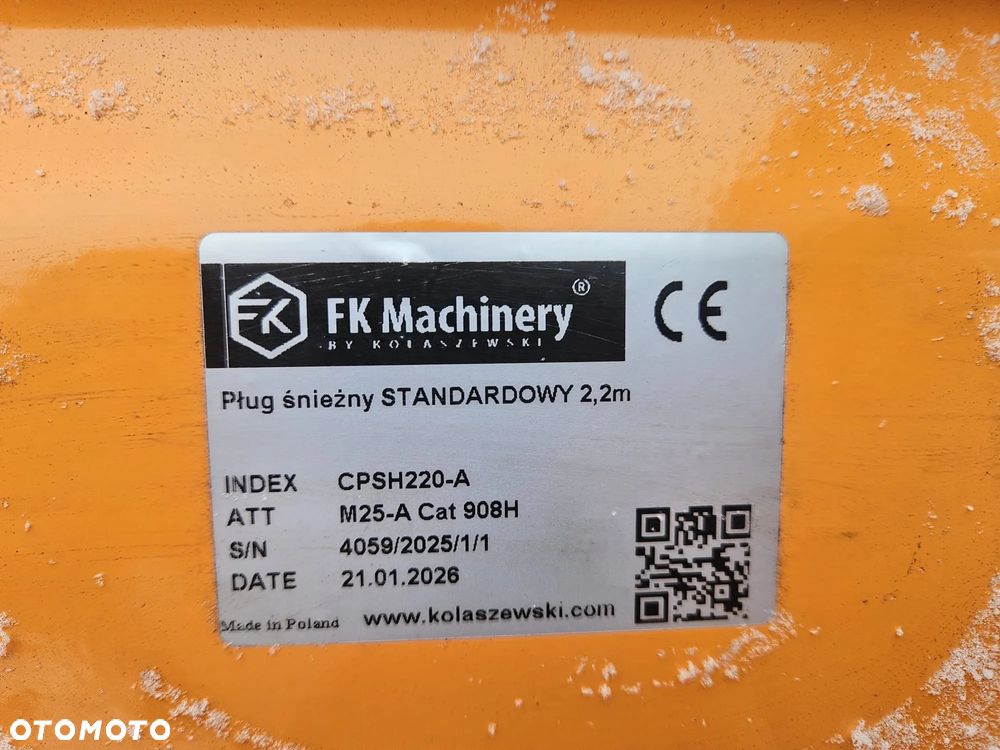 FK
FK Machinery ®
BY KOLASZEWSKI
CE
Pług śnieżny STANDARDOWY 2,2m
INDEX CPSH220-A
ATT M25-A Cat 908H
S/N 4059/2025/1/1
DATE 21.01.2026
Made in Poland www.kolaszewski.com
OTOMOTO